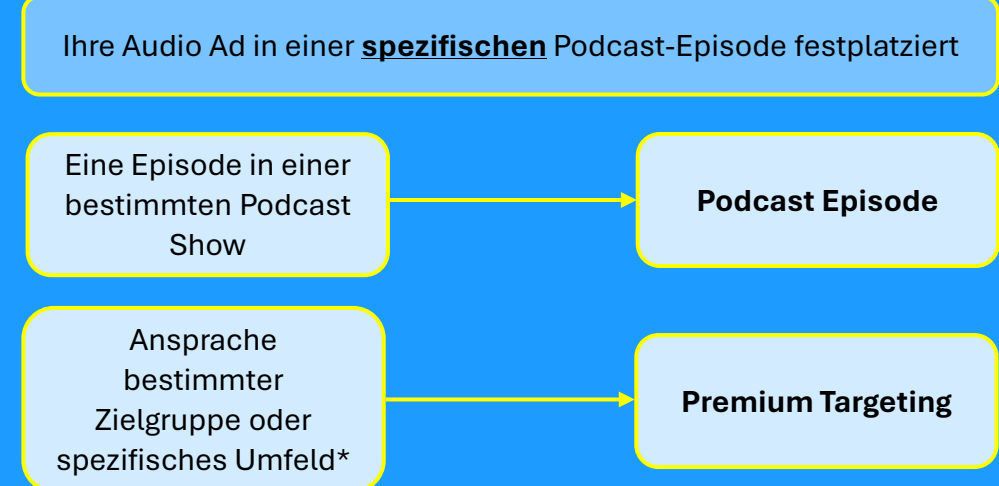 Ihre Audio Ad in einer spezifischen Podcast-Episode festplatziert
Eine Episode in einer
bestimmten Podcast
Show
Podcast Episode
Ansprache
bestimmter
Zielgruppe oder
spezifisches Umfeld*
Premium Targeting